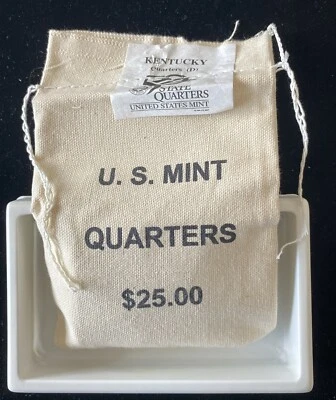 KENTUCKY
Quarters (D)
STATE
QUARTERS
UNITED STATES MINT
U. S. MINT
QUARTERS
$25.00